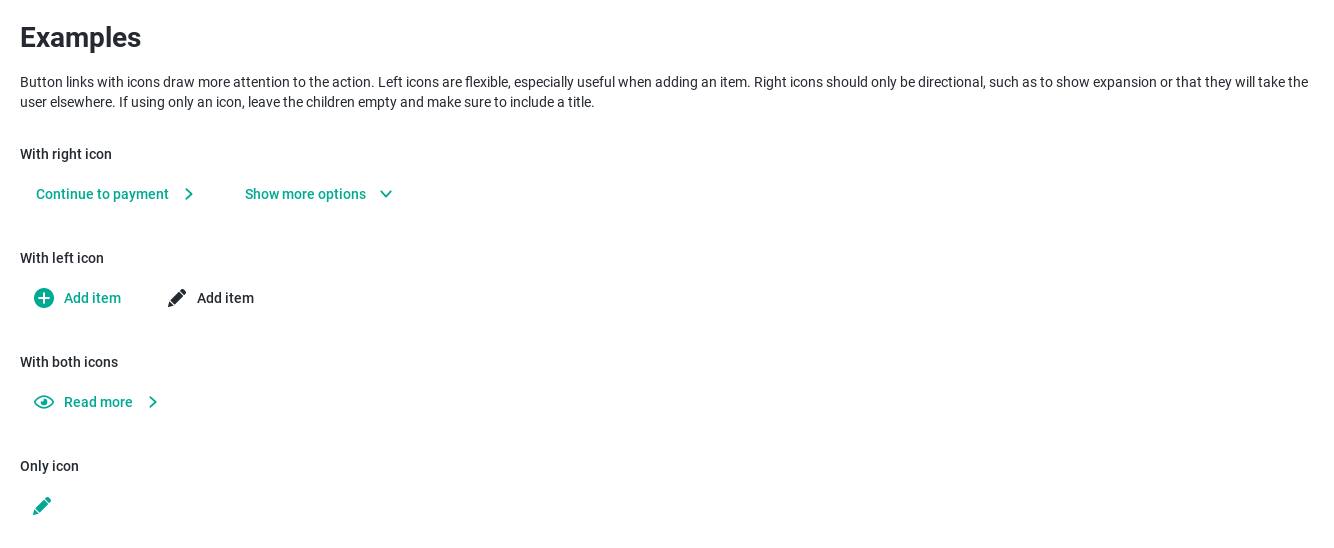 Examples
Button links with icons draw more attention to the action. Left icons are flexible, especially useful when adding an item. Right icons should only be directional, such as to show expansion or that they will take the
user elsewhere. If using only an icon, leave the children empty and make sure to include a title.
With right icon
Continue to payment
Show more options
With left icon
Add item
Add item
With both icons
Read more
Only icon